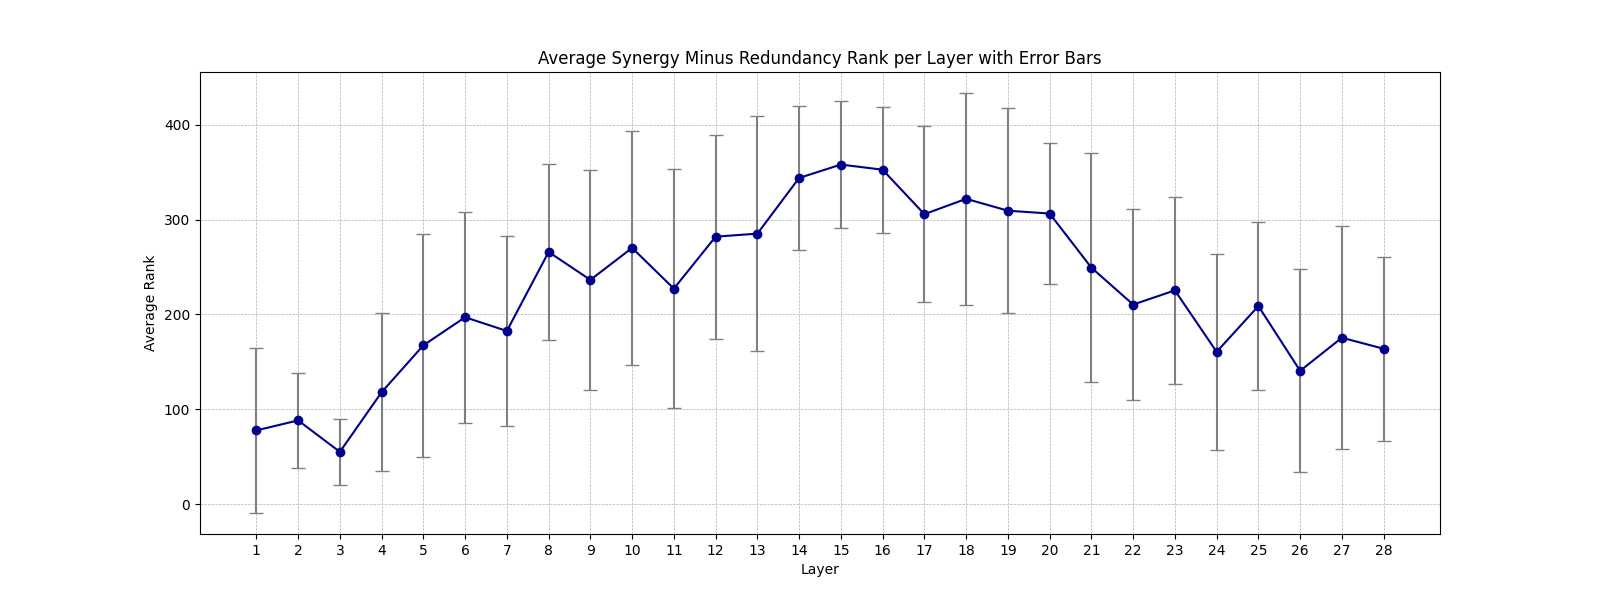 Average Synergy Minus Redundancy Rank per Layer with Error Bars
400
300
200
100
0
Average Rank
1 2 3 4 5 6 7 8 9 10 11 12 13 14 15 16 17 18 19 20 21 22 23 24 25 26 27 28
Layer